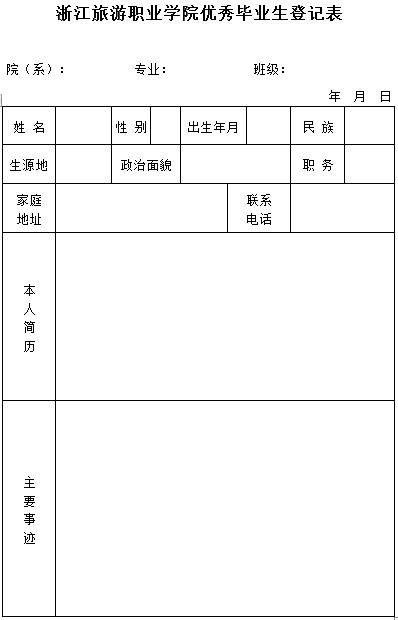 浙江旅游职业学院优秀毕业生登记表
院（系）： 专业： 班级：
年 月 日
姓 名 性 别 出生年月 民 族
生源地 政治面貌 职 务
家庭 联系
地址 电话
本
人
简
历
主
要
事
迹